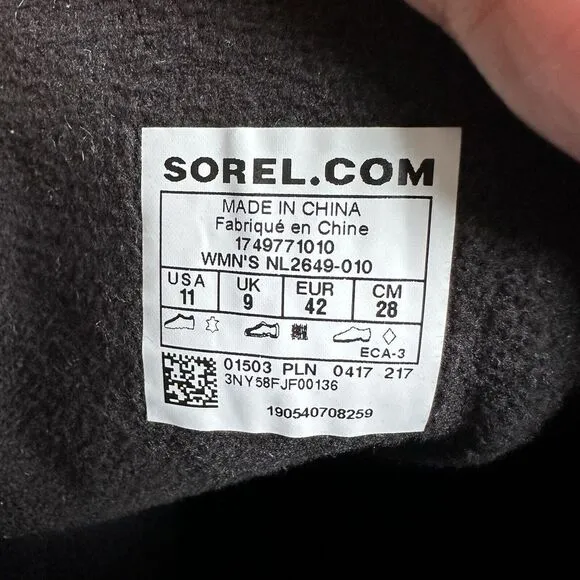 SOREL.COM
MADE IN CHINA
Fabriqué en Chine
1749771010
WMN'S NL2649-010
USA UK EUR CM
11 9 42 28
ECA-3
01503 PLN 0417 217
3NY58FJF00136
190540708259